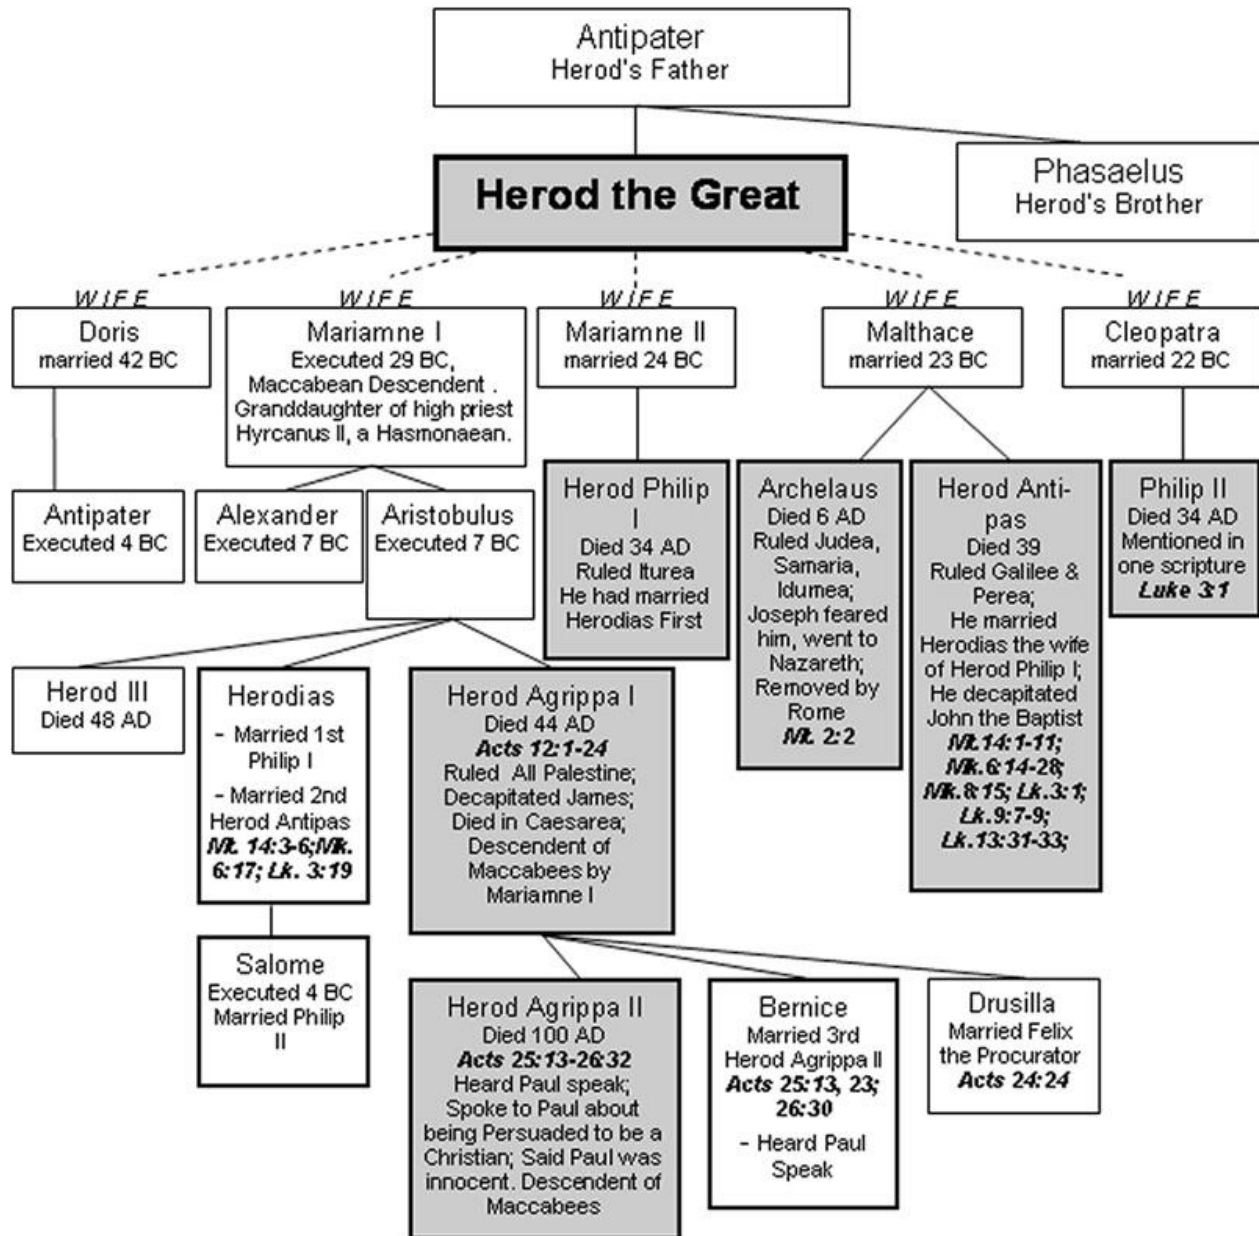 Antipater
Herod's Father
Herod the Great
Phasaelus
Herod's Brother
WIFE
Doris
married 42 BC
WIFE
Mariamne I
Executed 29 BC,
Maccabean Descendent .
Granddaughter of high priest
Hyrcanus II, a Hasmonaean.
WIFE
Mariamne II
married 24 BC
WIFE
Malthace
married 23 BC
WIFE
Cleopatra
married 22 BC
Antipater
Executed 4 BC
Alexander
Executed 7 BC
Aristobulus
Executed 7 BC
Herod Philip
I
Died 34 AD
Ruled Iturea
He had married
Herodias First
Archelaus
Died 6 AD
Ruled Judea,
Samaria,
Idumea;
Joseph feared
him, went to
Nazareth;
Removed by
Rome
Mt. 2:2
Herod Anti-
pas
Died 39
Ruled Galilee &
Perea;
He married
Herodias the wife
of Herod Philip I;
He decapitated
John the Baptist
Mt.14:1-11;
Mk.6:14-28;
Mk.8:15; Lk.3:1;
Lk.9:7-9;
Lk.13:31-33;
Philip II
Died 34 AD
Mentioned in
one scripture
Luke 3:1
Herod III
Died 48 AD
Herodias
- Married 1st
Philip I
- Married 2nd
Herod Antipas
Mt. 14:3-6;Mk.
6:17; Lk. 3:19
Herod Agrippa I
Died 44 AD
Acts 12:1-24
Ruled All Palestine;
Decapitated James;
Died in Caesarea;
Descendent of
Maccabees by
Mariamne I
Salome
Executed 4 BC
Married Philip
II
Herod Agrippa II
Died 100 AD
Acts 25:13-26:32
Heard Paul speak;
Spoke to Paul about
being Persuaded to be a
Christian; Said Paul was
innocent. Descendent of
Maccabees
Bernice
Married 3rd
Herod Agrippa II
Acts 25:13, 23;
26:30
- Heard Paul
Speak
Drusilla
Married Felix
the Procurator
Acts 24:24